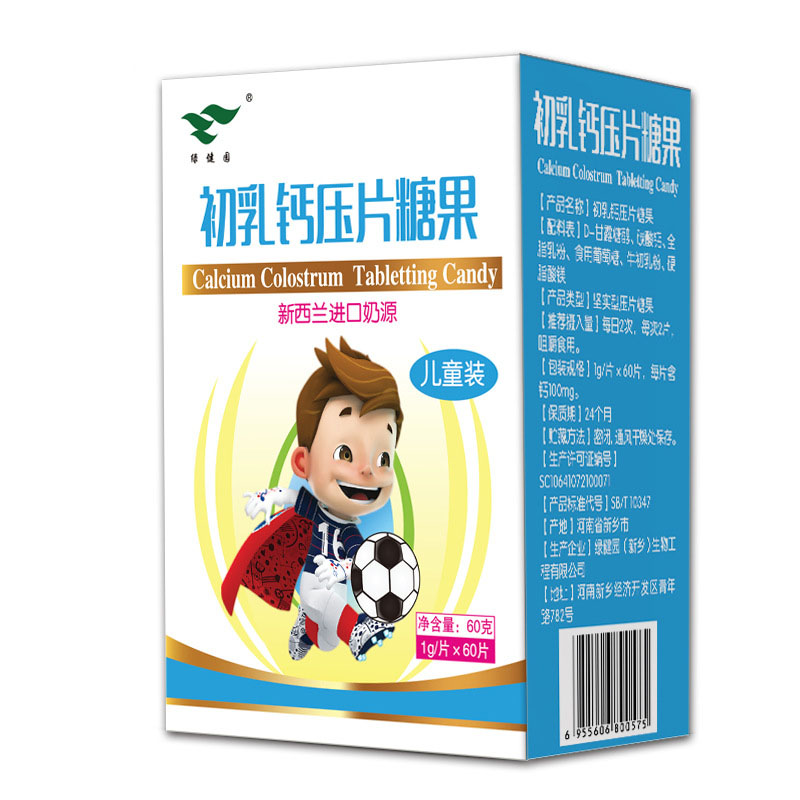 ®
绿健园
初乳钙压片糖果
Calcium Colostrum Tabletting Candy
新西兰进口奶源
儿童装
16
净含量：60克
1g/片×60片
初乳钙压片糖果
Calcium Colostrum Tabletting Candy
【产品名称】初乳钙压片糖果
【配料表】D-甘露糖醇、碳酸钙、全
脂乳粉、食用葡萄糖、牛初乳粉、硬
脂酸镁
【产品类型】坚实型压片糖果
【推荐摄入量】每日2次，每次2片，
咀嚼食用。
【包装规格】1g/片×60片，每片含
钙100mg。
【保质期】24个月
【贮藏方法】密闭，通风干燥处保存。
【生产许可证编号】
SC10641072100071
【产品标准代号】SB/T 10347
【产地】河南省新乡市
【生产企业】绿健园（新乡）生物工
程有限公司
【地址】河南新乡经济开发区青年
路782号
6 955606 800575